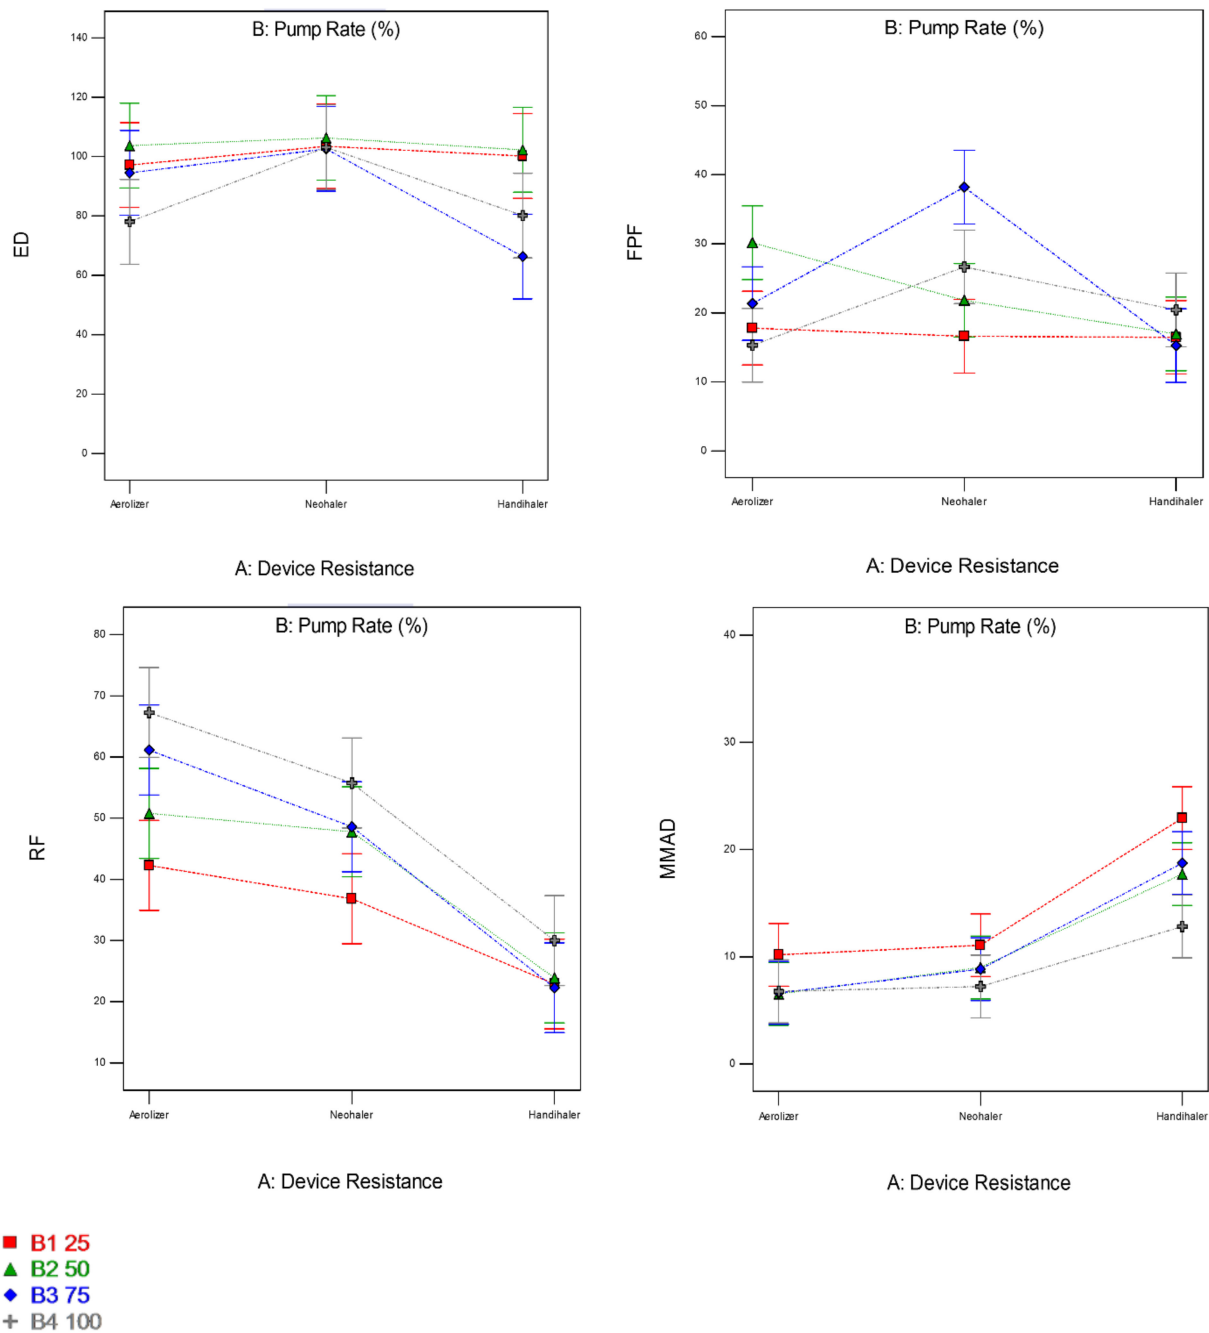 B: Pump Rate (%)
140
120
100
80
60
40
20
0
ED
Aerolizer
Neohaler
Handihaler
A: Device Resistance
B: Pump Rate (%)
60
50
40
30
20
10
0
FPF
Aerolizer
Neohaler
Handihaler
A: Device Resistance
B: Pump Rate (%)
80
70
60
50
40
30
20
10
RF
Aerolizer
Neohaler
Handihaler
A: Device Resistance
B: Pump Rate (%)
40
30
20
10
0
MMAD
Aerolizer
Neohaler
Handihaler
A: Device Resistance
B1 25
B2 50
B3 75
B4 100